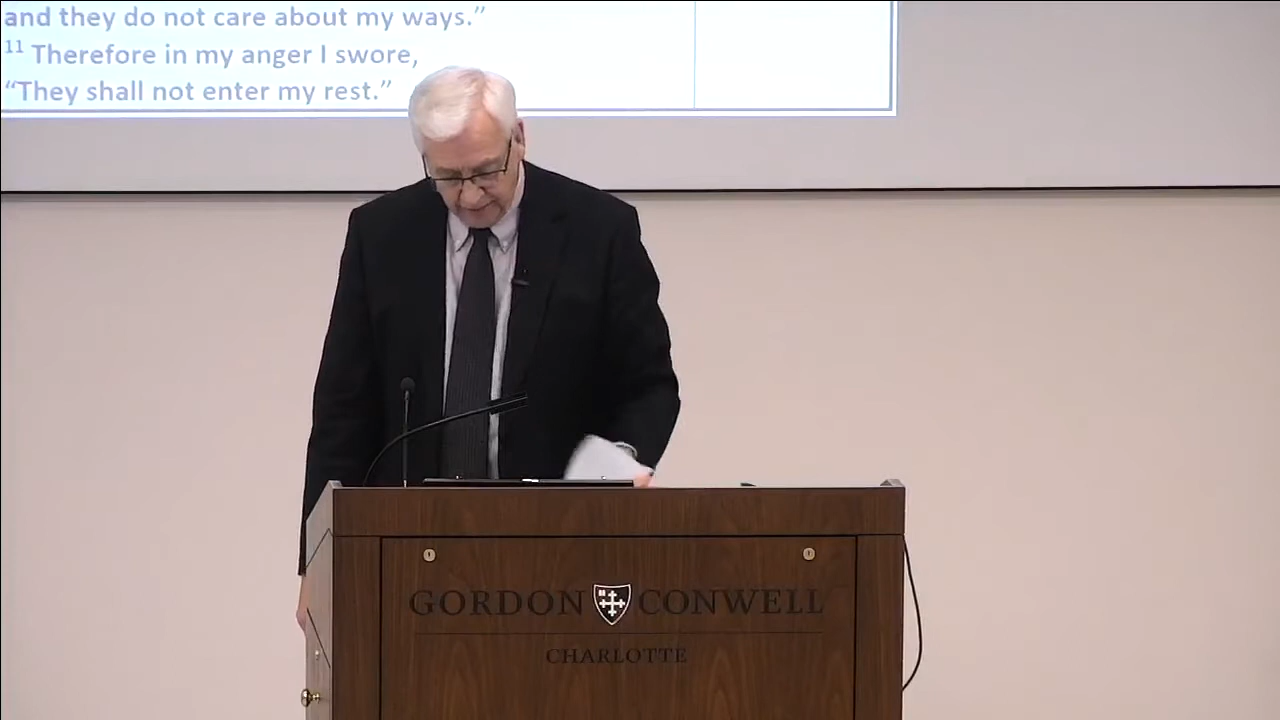 and they do not care about my ways.”
11 Therefore in my anger I swore,
“They shall not enter my rest.”
GORDON CONWELL
CHARLOTTE